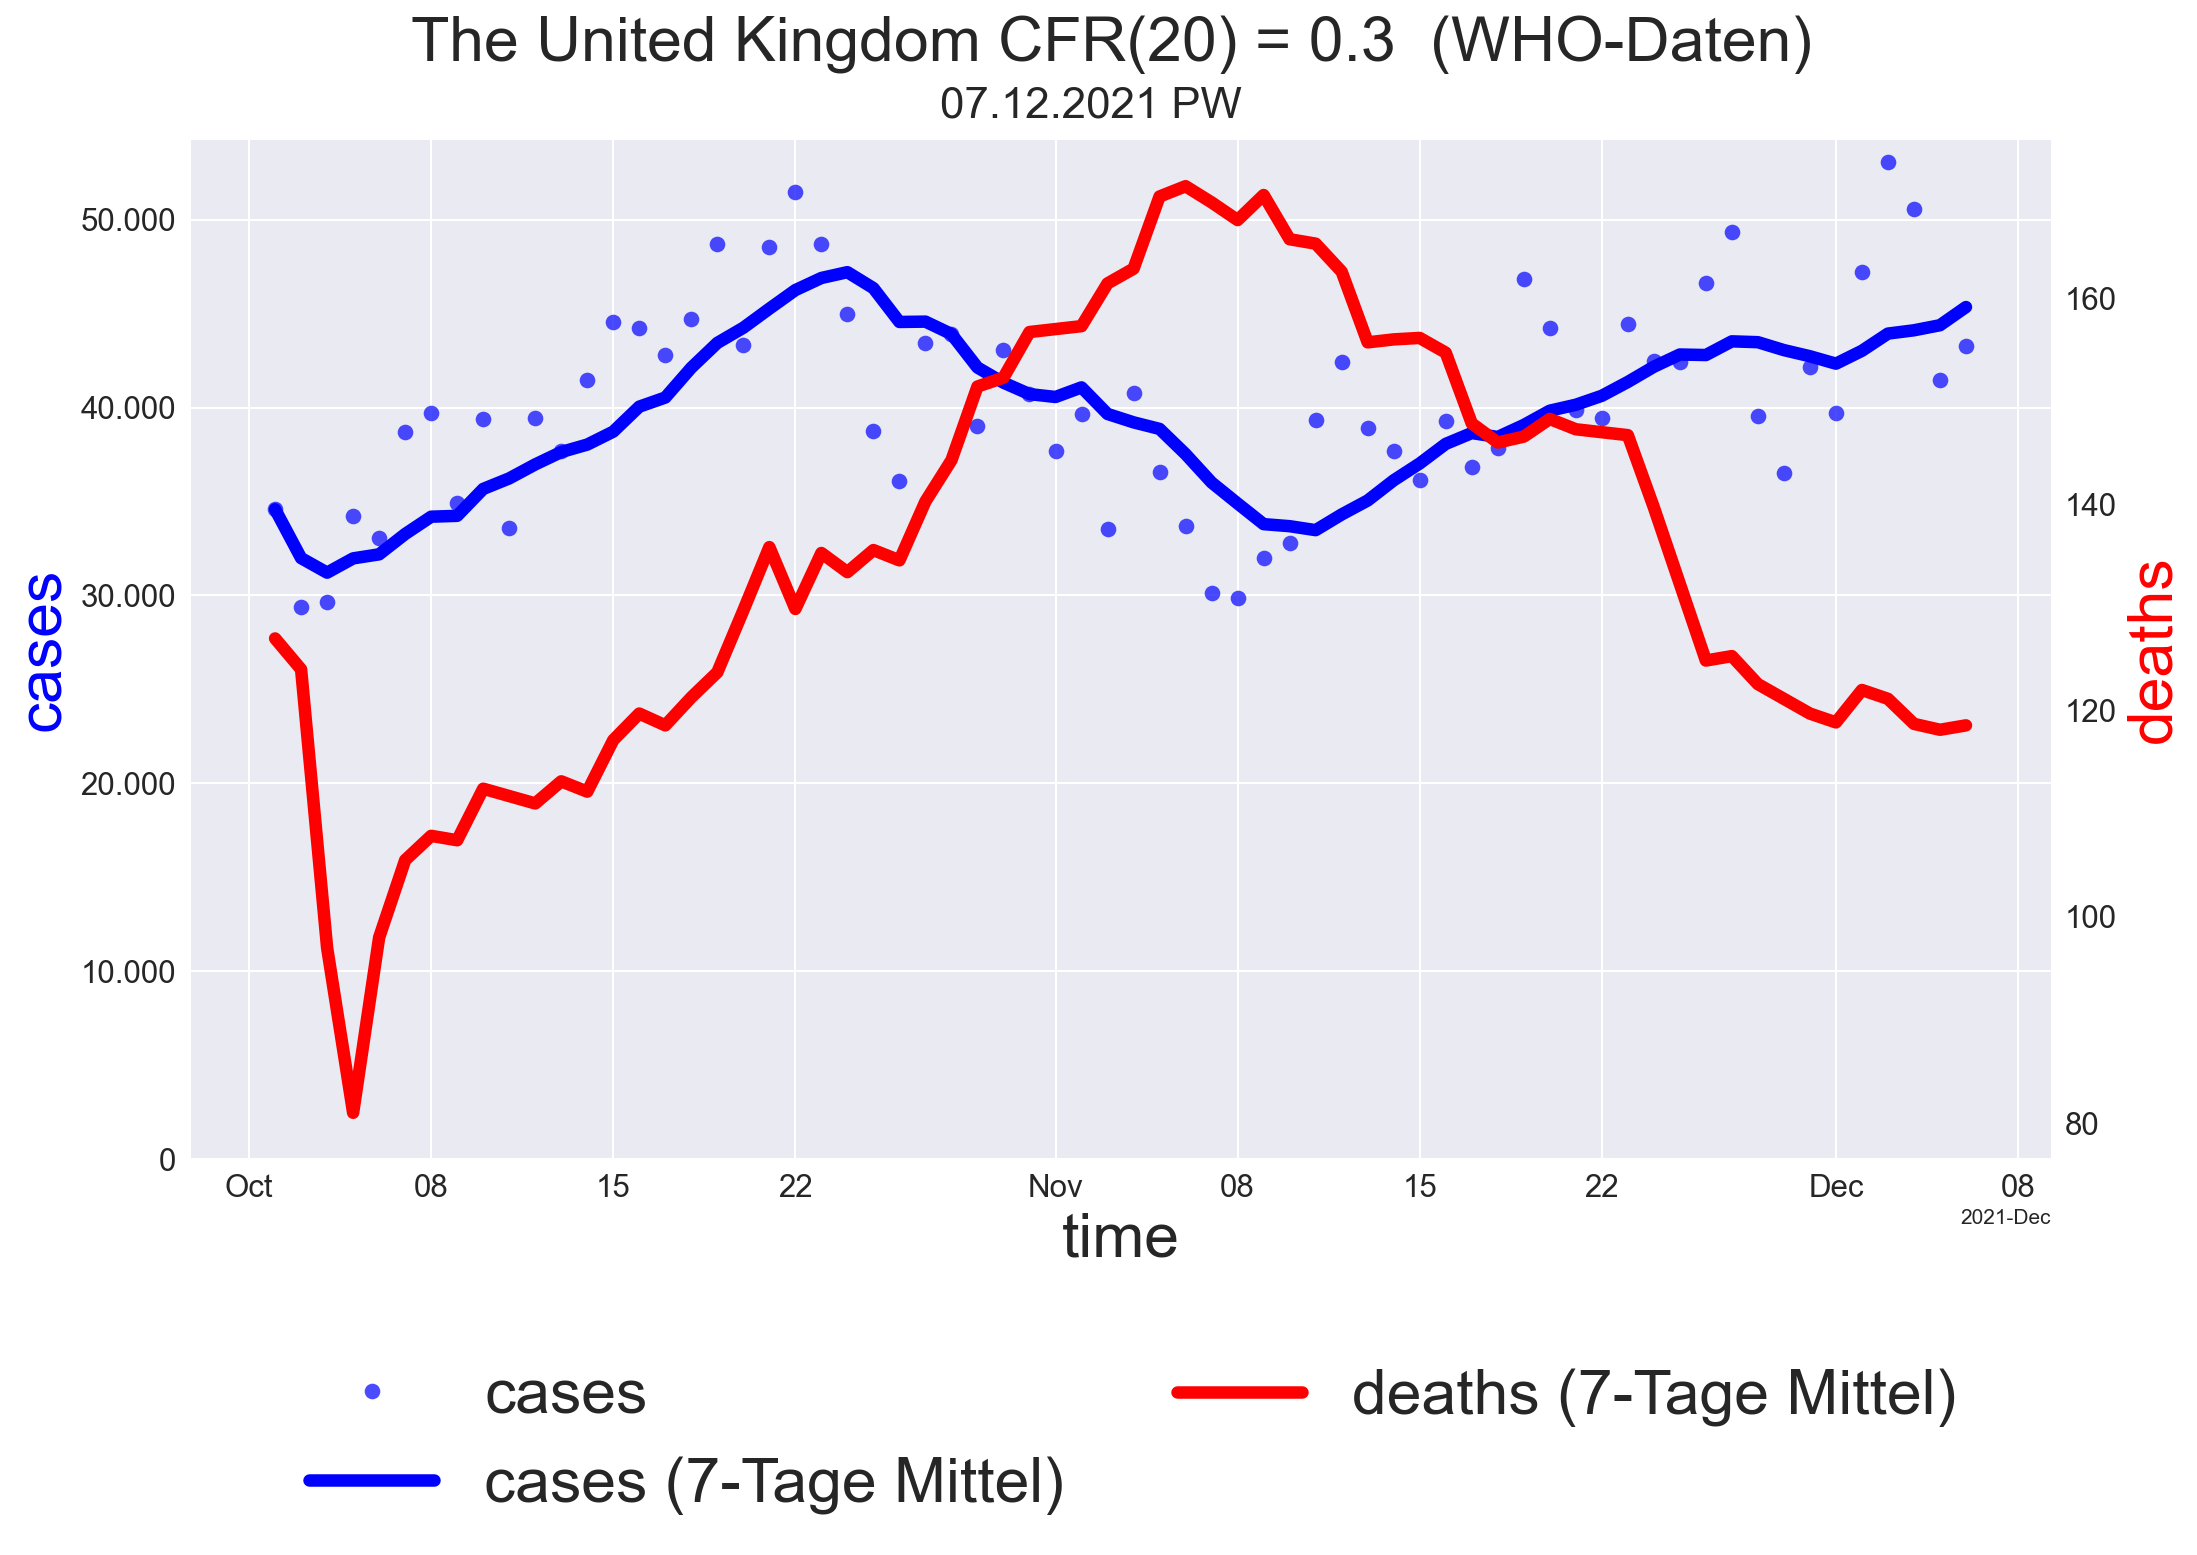 The United Kingdom CFR(20) = 0.3  (WHO-Daten)
07.12.2021 PW
50.000
40.000
30.000
20.000
10.000
0
cases
160
140
120
100
80
deaths
Oct 08 15 22 Nov 08 15 22 Dec 08
2021-Dec
time
cases
deaths (7-Tage Mittel)
cases (7-Tage Mittel)